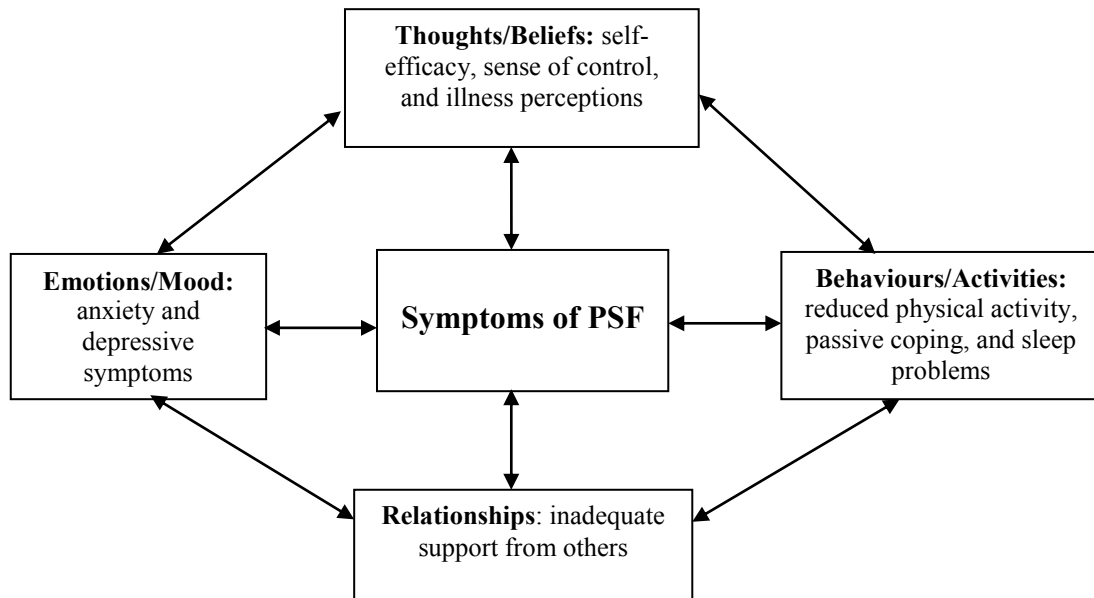 Thoughts/Beliefs: self-
efficacy, sense of control,
and illness perceptions
Emotions/Mood:
anxiety and
depressive
symptoms
Symptoms of PSF
Behaviours/Activities:
reduced physical activity,
passive coping, and sleep
problems
Relationships: inadequate
support from others